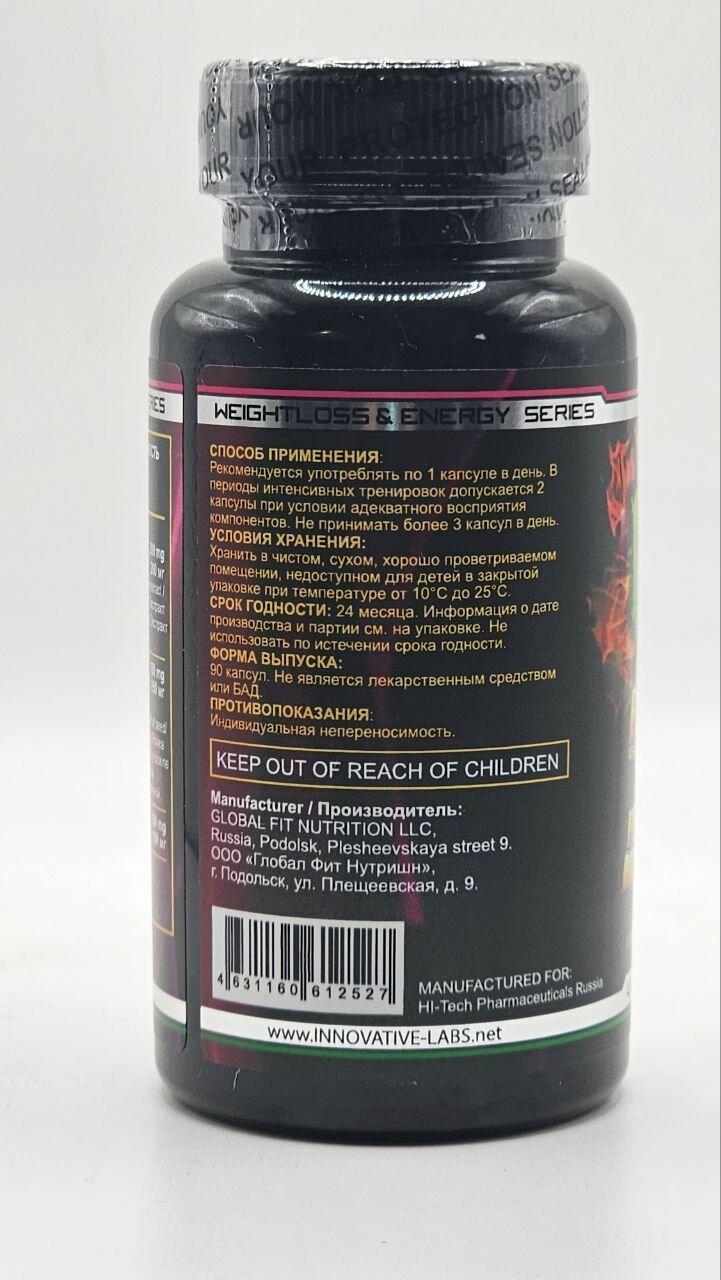 YOUR PROTECTION SEALED
WEIGHTLOSS & ENERGY SERIES
СПОСОБ ПРИМЕНЕНИЯ:
Рекомендуется употреблять по 1 капсуле в день. В
периоды интенсивных тренировок допускается 2
капсулы при условии адекватного восприятия
компонентов. Не принимать более 3 капсул в день.
УСЛОВИЯ ХРАНЕНИЯ:
Хранить в чистом, сухом, хорошо проветриваемом
помещении, недоступном для детей в закрытой
упаковке при температуре от 10°C до 25°C.
СРОК ГОДНОСТИ: 24 месяца. Информация о дате
производства и партии см. на упаковке. Не
использовать по истечении срока годности.
ФОРМА ВЫПУСКА:
90 капсул. Не является лекарственным средством
или БАД.
ПРОТИВОПОКАЗАНИЯ:
Индивидуальная непереносимость.
KEEP OUT OF REACH OF CHILDREN
Manufacturer / Производитель:
GLOBAL FIT NUTRITION LLC,
Russia, Podolsk, Plesheevskaya street 9.
ООО «Глобал Фит Нутришн»,
г. Подольск, ул. Плещеевская, д. 9.
4 631160 612527
MANUFACTURED FOR:
HI-Tech Pharmaceuticals Russia
www.INNOVATIVE-LABS.net